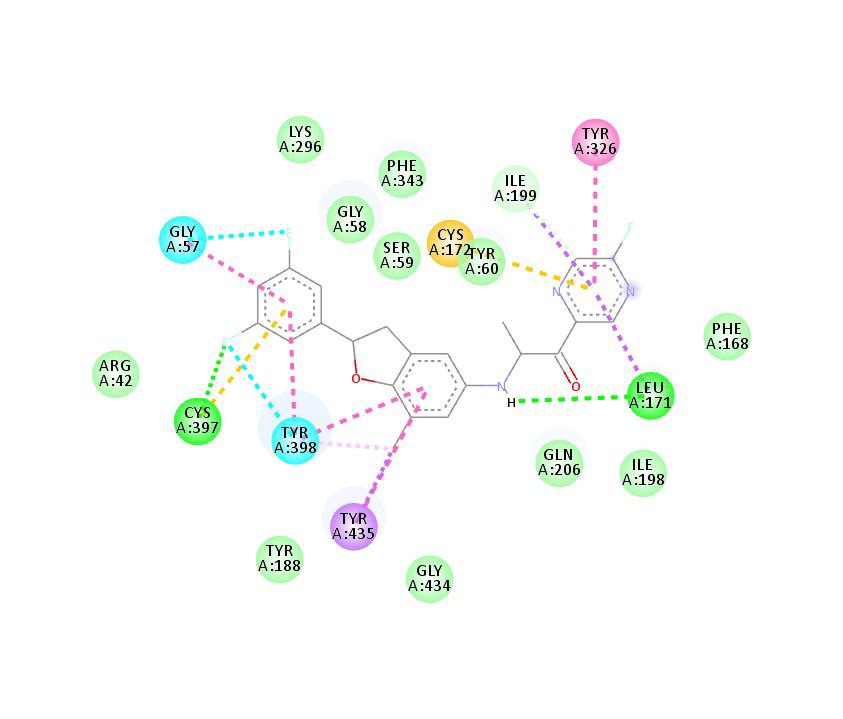 LYS
A:296
TYR
A:326
PHE
A:343
ILE
A:199
GLY
A:57
GLY
A:58
SER
A:59
CYS
A:172
TYR
A:60
F
F
N
N
PHE
A:168
ARG
A:42
CYS
A:397
O
TYR
A:398
N
H
O
LEU
A:171
GLN
A:206
ILE
A:198
TYR
A:435
TYR
A:188
GLY
A:434